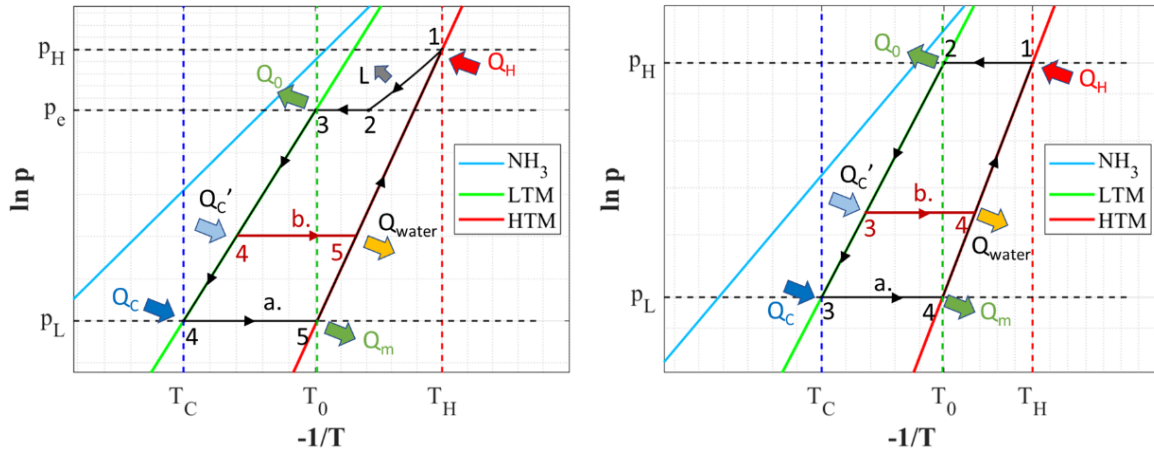 p_H
p_e
p_L
ln p
T_C
T_0
T_H
-1/T
1
2
3
4
5
4
5
a.
b.
L
Q_H
Q_0
Q_C'
Q_C
Q_water
Q_m
NH_3
LTM
HTM
p_H
p_L
ln p
T_C
T_0
T_H
-1/T
1
2
3
4
3
4
a.
b.
Q_H
Q_0
Q_C'
Q_C
Q_water
Q_m
NH_3
LTM
HTM